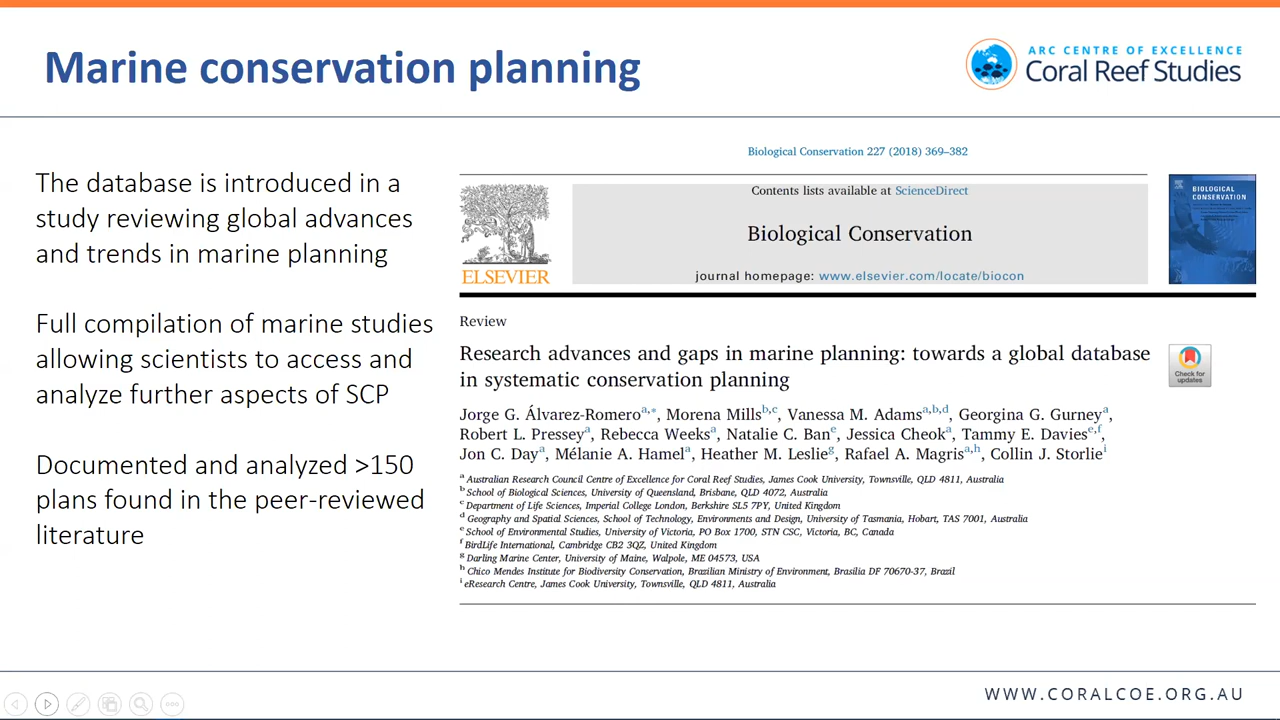 Marine conservation planning
ARC CENTRE OF EXCELLENCE
Coral Reef Studies
The database is introduced in a
study reviewing global advances
and trends in marine planning
Full compilation of marine studies
allowing scientists to access and
analyze further aspects of SCP
Documented and analyzed >150
plans found in the peer-reviewed
literature
Biological Conservation 227 (2018) 369–382
Contents lists available at ScienceDirect
Biological Conservation
journal homepage: www.elsevier.com/locate/biocon
ELSEVIER
BIOLOGICAL
CONSERVATION
Review
Research advances and gaps in marine planning: towards a global database
in systematic conservation planning
Check for
updates
Jorge G. Álvarez-Romero a,*, Morena Mills b,c, Vanessa M. Adams a,b,d, Georgina G. Gurney a,
Robert L. Pressey a, Rebecca Weeks a, Natalie C. Ban e, Jessica Cheok a, Tammy E. Davies e,f,
Jon C. Day a, Mélanie A. Hamel a, Heather M. Leslie g, Rafael A. Magris a,h, Collin J. Storlie i
a Australian Research Council Centre of Excellence for Coral Reef Studies, James Cook University, Townsville, QLD 4811, Australia
b School of Biological Sciences, University of Queensland, Brisbane, QLD 4072, Australia
c Department of Life Sciences, Imperial College London, Berkshire SL5 7PY, United Kingdom
d Geography and Spatial Sciences, School of Technology, Environments and Design, University of Tasmania, Hobart, TAS 7001, Australia
e School of Environmental Studies, University of Victoria, PO Box 1700, STN CSC, Victoria, BC, Canada
f BirdLife International, Cambridge CB2 3QZ, United Kingdom
g Darling Marine Center, University of Maine, Walpole, ME 04573, USA
h Chico Mendes Institute for Biodiversity Conservation, Brazilian Ministry of Environment, Brasilia DF 70670-37, Brazil
i eResearch Centre, James Cook University, Townsville, QLD 4811, Australia
WWW.CORALCOE.ORG.AU